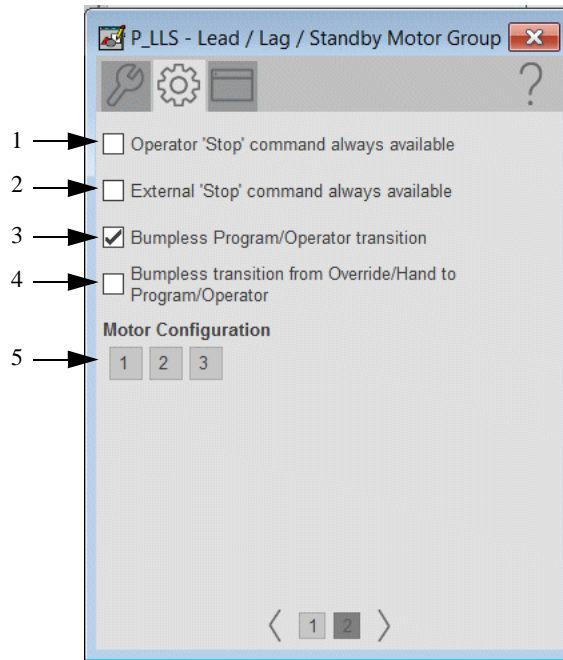 P_LLS - Lead / Lag / Standby Motor Group
?
1
Operator 'Stop' command always available
2
External 'Stop' command always available
3
Bumpless Program/Operator transition
4
Bumpless transition from Override/Hand to
Program/Operator
Motor Configuration
5
1 2 3
1 2